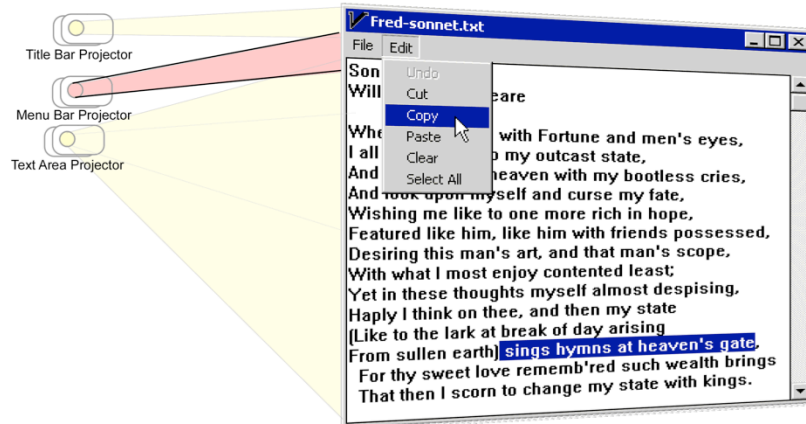 Fred-sonnet.txt
Title Bar Projector
File Edit
Menu Bar Projector
Text Area Projector
Undo
Cut
Copy
Paste
Clear
Select All
Son
Will eare
Whe with Fortune and men's eyes,
I all o my outcast state,
And heaven with my bootless cries,
And look upon myself and curse my fate,
Wishing me like to one more rich in hope,
Featured like him, like him with friends possessed,
Desiring this man's art, and that man's scope,
With what I most enjoy contented least;
Yet in these thoughts myself almost despising,
Haply I think on thee, and then my state
(Like to the lark at break of day arising
From sullen earth) sings hymns at heaven's gate,
For thy sweet love rememb'red such wealth brings
That then I scorn to change my state with kings.